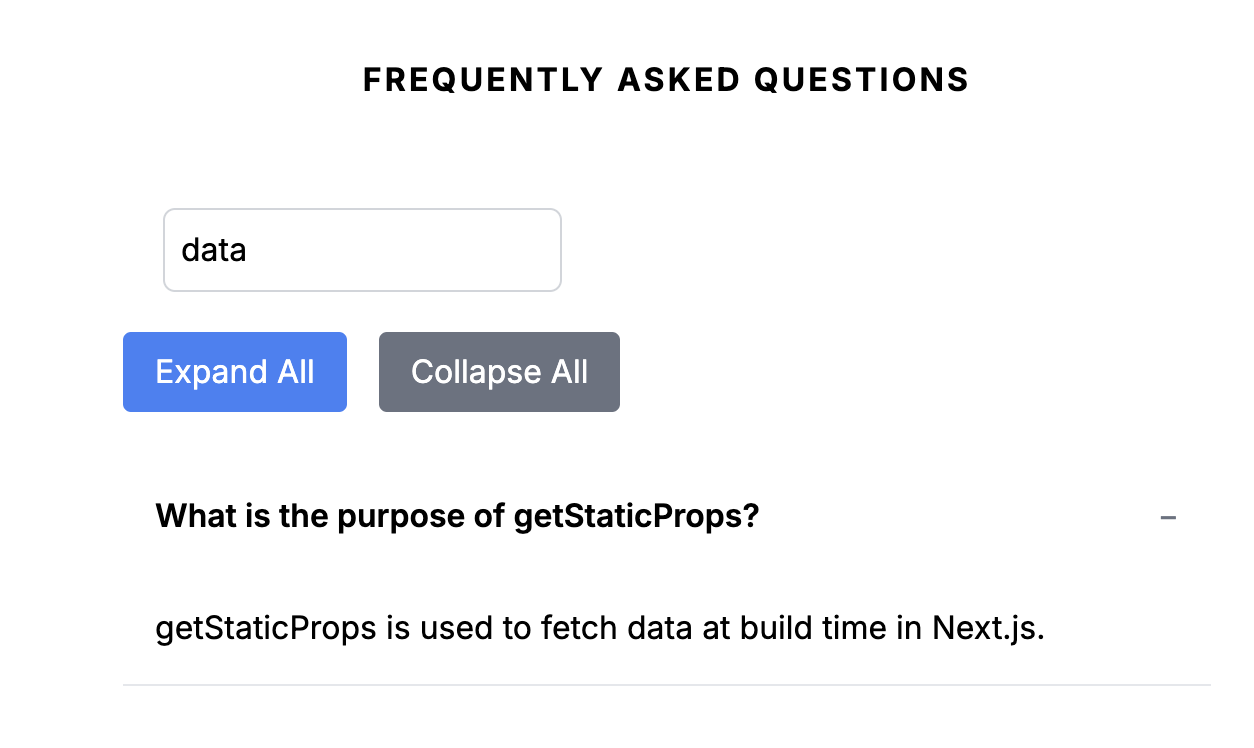 FREQUENTLY ASKED QUESTIONS
data
Expand All
Collapse All
What is the purpose of getStaticProps?
–
getStaticProps is used to fetch data at build time in Next.js.